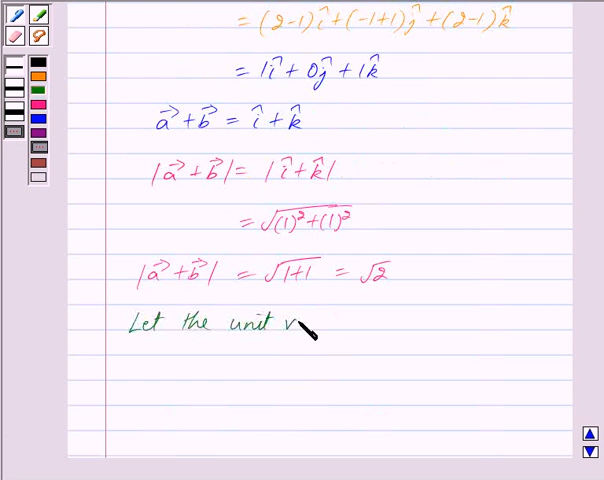 = (2-1)î + (-1+1)ĵ + (2-1)k̂
= 1î + 0ĵ + 1k̂
a⃗ + b⃗ = î + k̂
|a⃗ + b⃗| = |î + k̂|
= √(1)² + (1)²
|a⃗ + b⃗| = √1+1 = √2
Let the unit v